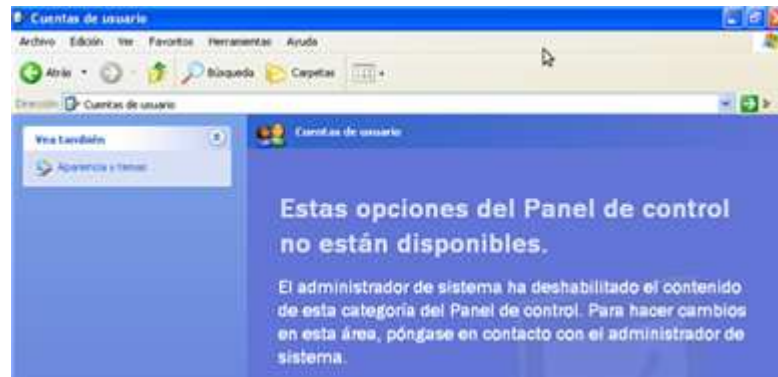 Cuentas de usuario
Archivo Edición Ver Favoritos Herramientas Ayuda
Atrás Búsqueda Carpetas
Dirección Cuentas de usuario
Vea también
Apariencia y temas
Cuentas de usuario
Estas opciones del Panel de control
no están disponibles.
El administrador de sistema ha deshabilitado el contenido
de esta categoría del Panel de control. Para hacer cambios
en esta área, póngase en contacto con el administrador de
sistema.